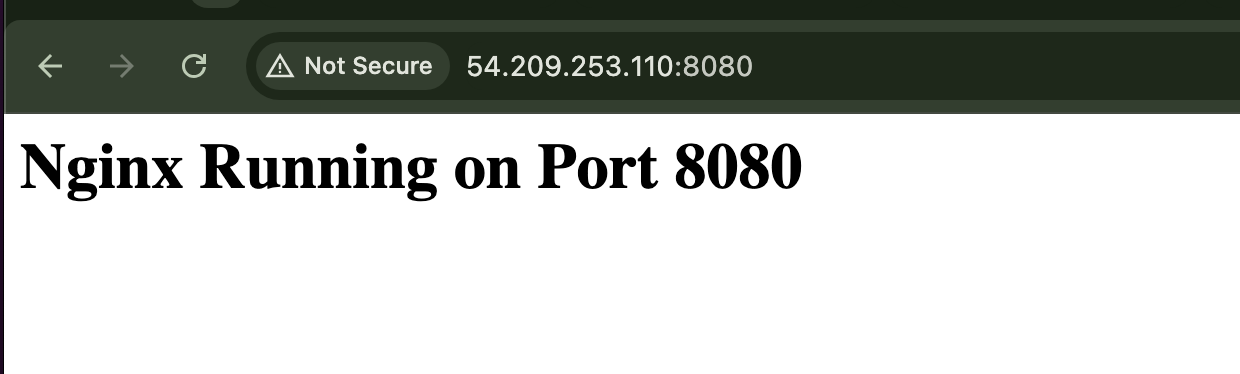 Not Secure 54.209.253.110:8080
Nginx Running on Port 8080